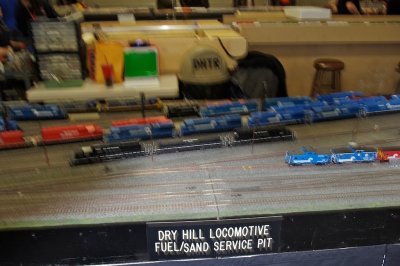 DHTR
DRY HILL LOCOMOTIVE
FUEL/SAND SERVICE PIT